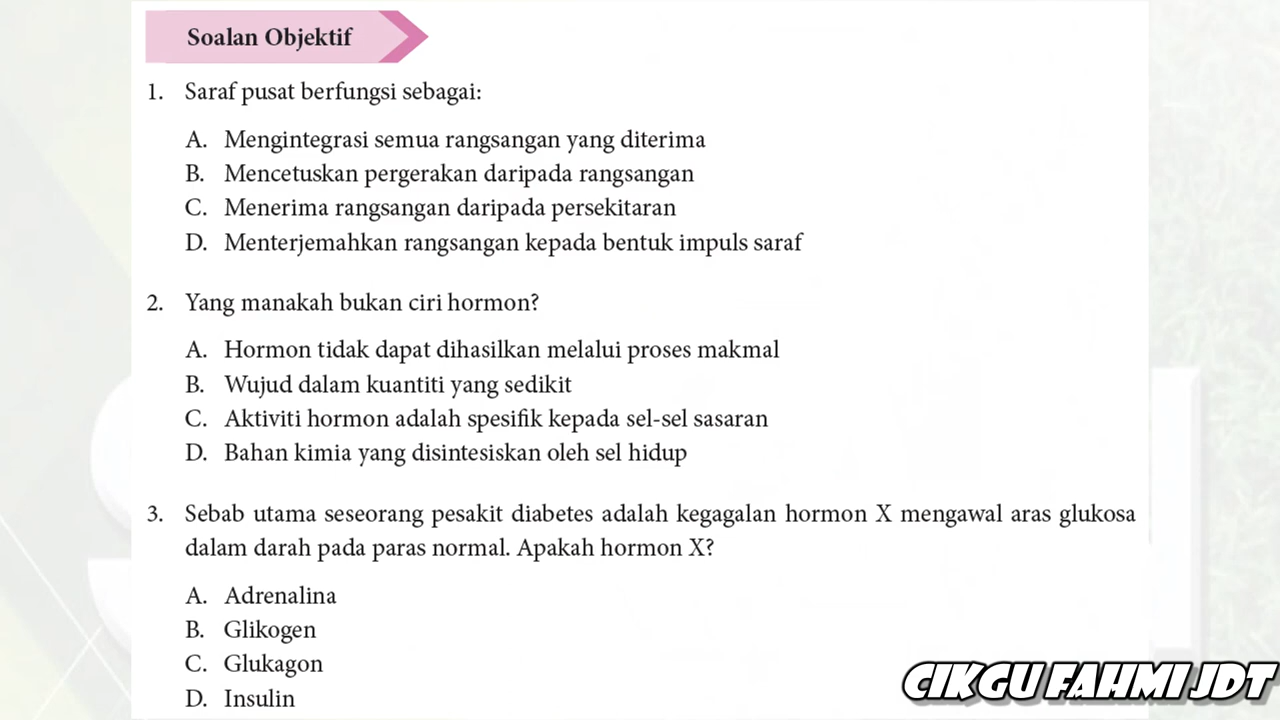 Soalan Objektif
1. Saraf pusat berfungsi sebagai:
A. Mengintegrasi semua rangsangan yang diterima
B. Mencetuskan pergerakan daripada rangsangan
C. Menerima rangsangan daripada persekitaran
D. Menterjemahkan rangsangan kepada bentuk impuls saraf
2. Yang manakah bukan ciri hormon?
A. Hormon tidak dapat dihasilkan melalui proses makmal
B. Wujud dalam kuantiti yang sedikit
C. Aktiviti hormon adalah spesifik kepada sel-sel sasaran
D. Bahan kimia yang disintesiskan oleh sel hidup
3. Sebab utama seseorang pesakit diabetes adalah kegagalan hormon X mengawal aras glukosa
dalam darah pada paras normal. Apakah hormon X?
A. Adrenalina
B. Glikogen
C. Glukagon
D. Insulin
CIKGU FAHMI JDT